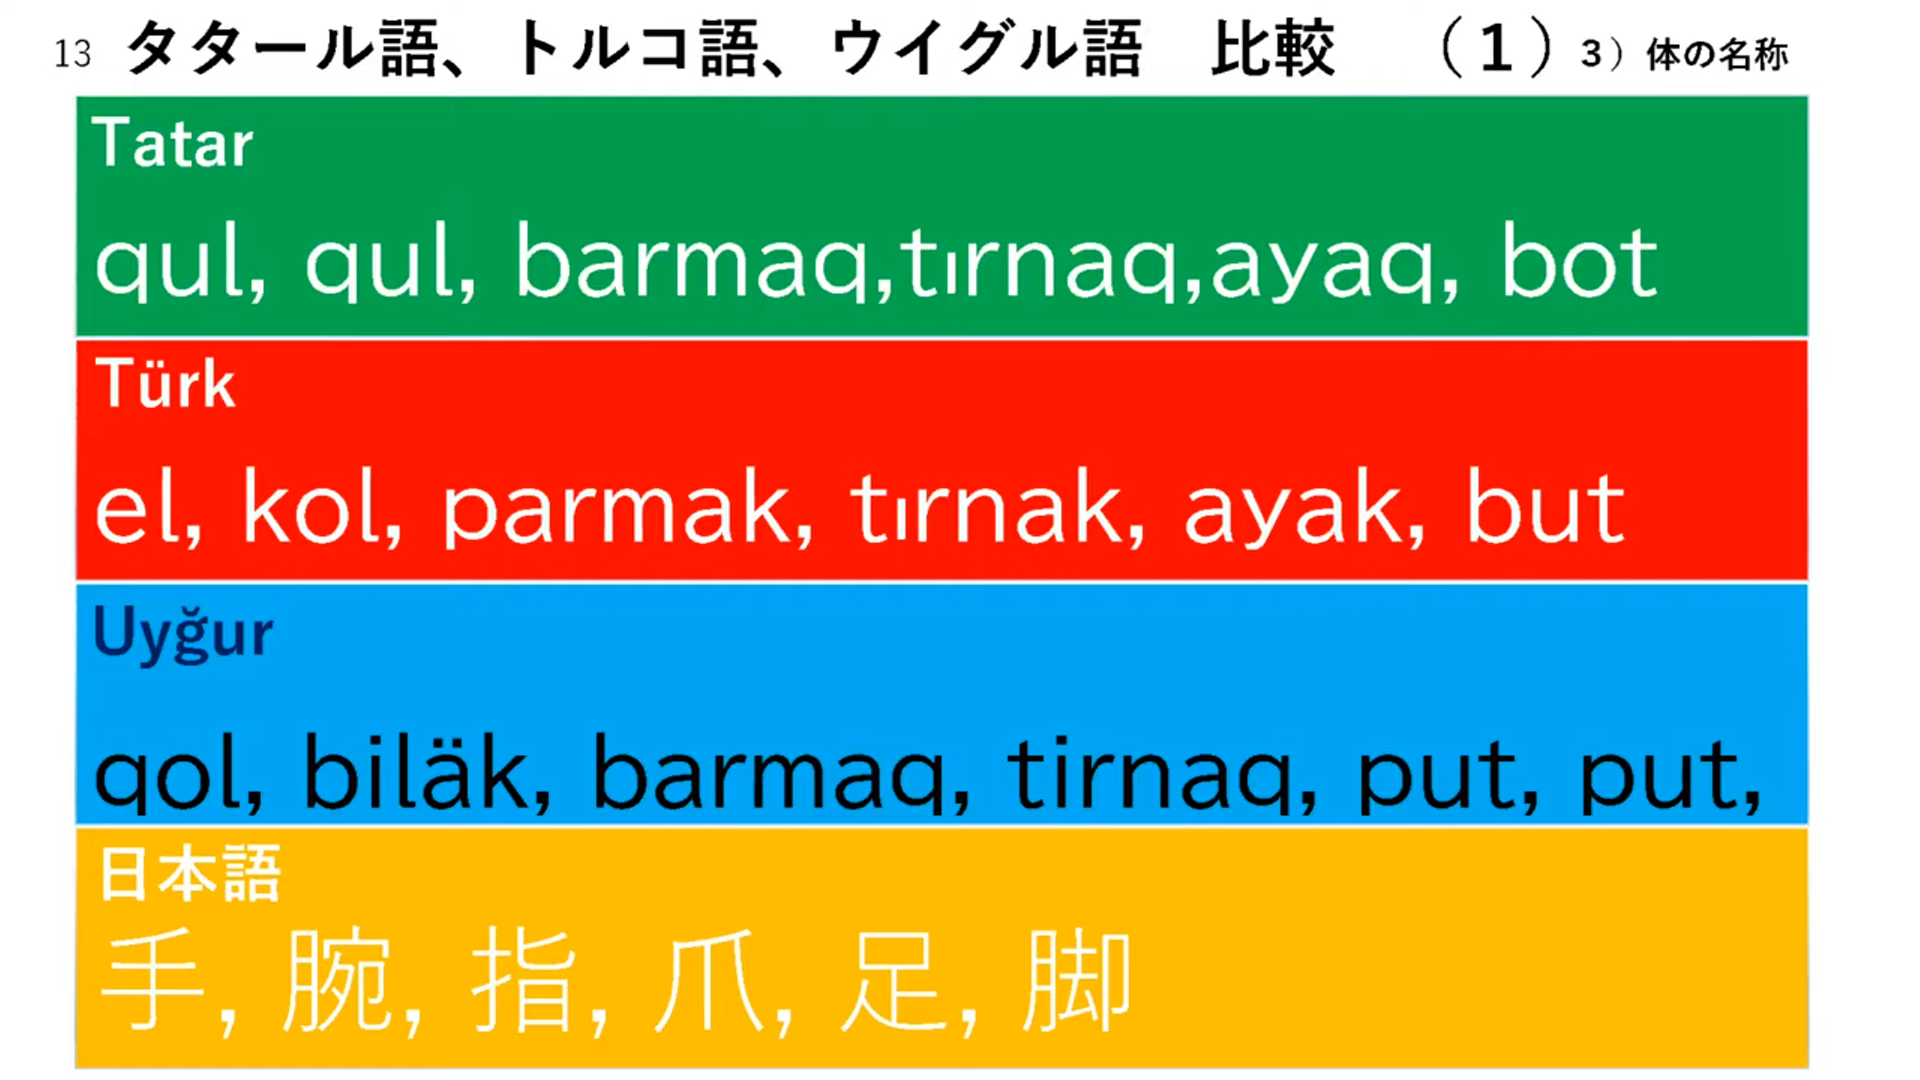 13 タタール語、トルコ語、ウイグル語 比較 （1）3）体の名称
Tatar
qul, qul, barmaq,tırnaq,ayaq, bot
Türk
el, kol, parmak, tırnak, ayak, but
Uyğur
qol, biläk, barmaq, tirnaq, put, put,
日本語
手, 腕, 指, 爪, 足, 脚